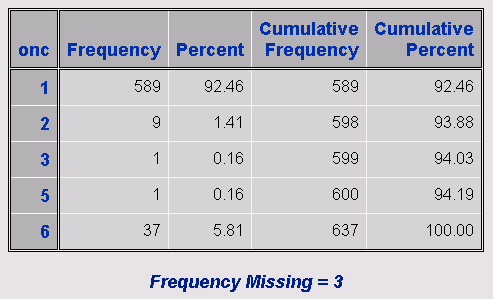 onc Frequency Percent Cumulative Frequency Cumulative Percent
1 589 92.46 589 92.46
2 9 1.41 598 93.88
3 1 0.16 599 94.03
5 1 0.16 600 94.19
6 37 5.81 637 100.00
Frequency Missing = 3